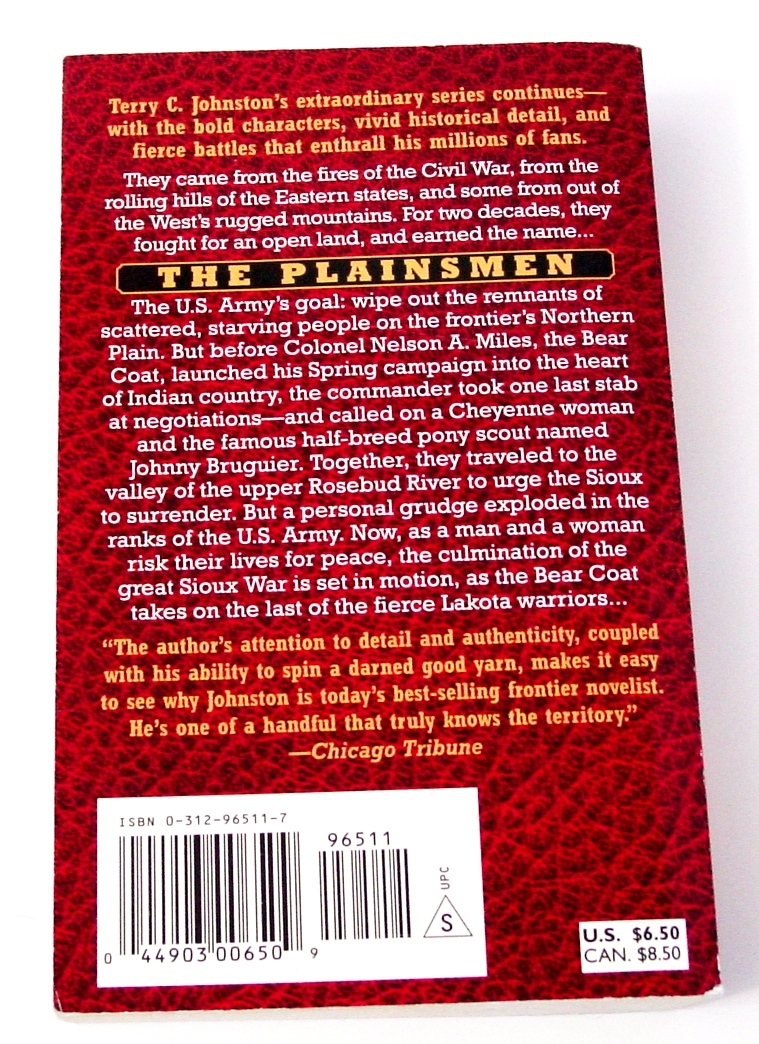 Terry C. Johnston's extraordinary series continues—
with the bold characters, vivid historical detail, and
fierce battles that enthrall his millions of fans.
They came from the fires of the Civil War, from the
rolling hills of the Eastern states, and some from out of
the West's rugged mountains. For two decades, they
fought for an open land, and earned the name...
THE PLAINSMEN
The U.S. Army's goal: wipe out the remnants of
scattered, starving people on the frontier's Northern
Plain. But before Colonel Nelson A. Miles, the Bear
Coat, launched his Spring campaign into the heart
of Indian country, the commander took one last stab
at negotiations—and called on a Cheyenne woman
and the famous half-breed pony scout named
Johnny Bruguier. Together, they traveled to the
valley of the upper Rosebud River to urge the Sioux
to surrender. But a personal grudge exploded in the
ranks of the U.S. Army. Now, as a man and a woman
risk their lives for peace, the culmination of the
great Sioux War is set in motion, as the Bear Coat
takes on the last of the fierce Lakota warriors...
"The author's attention to detail and authenticity, coupled
with his ability to spin a darned good yarn, makes it easy
to see why Johnston is today's best-selling frontier novelist.
He's one of a handful that truly knows the territory."
—Chicago Tribune
ISBN 0-312-96511-7
96511
UPC
S
0 44903 00650 9
U.S. $6.50
CAN. $8.50